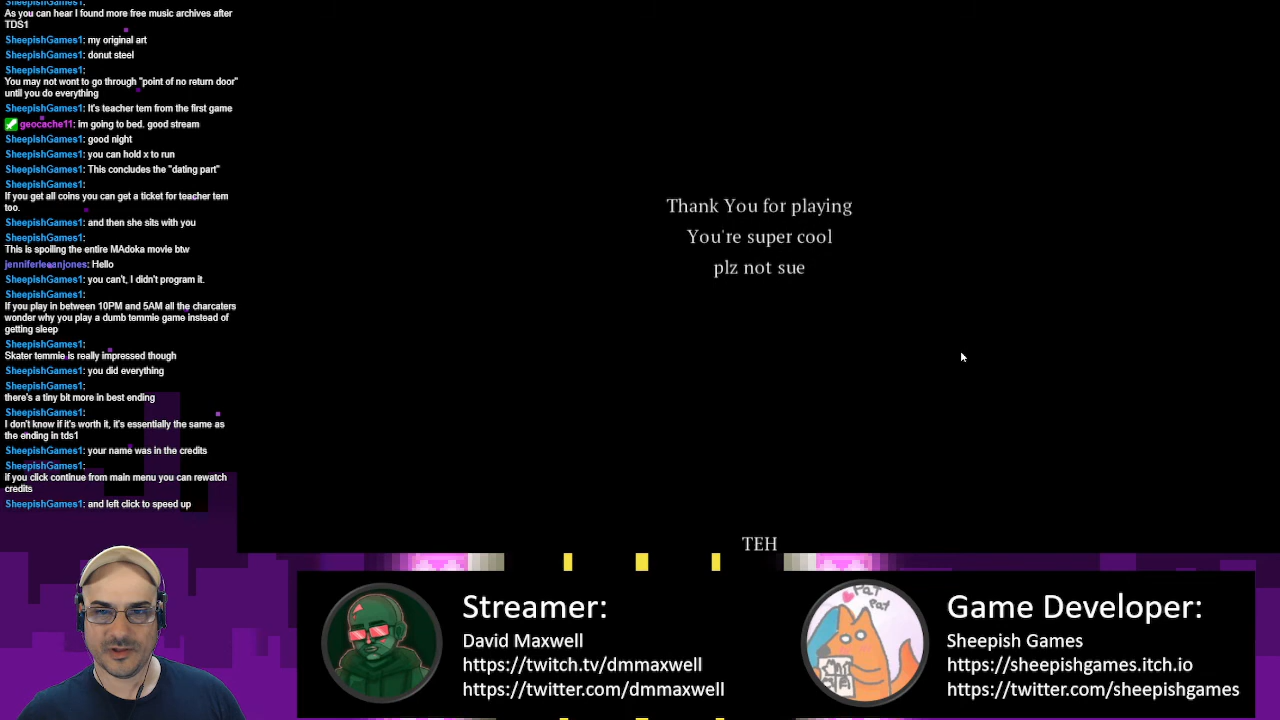 SheepishGames1:
As you can hear I found more free music archives after
TDS1
SheepishGames1: my original art
SheepishGames1: donut steel
SheepishGames1:
You may not wont to go through "point of no return door"
until you do everything
SheepishGames1: It's teacher tem from the first game
geocache11: im going to bed. good stream
SheepishGames1: good night
SheepishGames1: you can hold x to run
SheepishGames1: This concludes the "dating part"
SheepishGames1:
If you get all coins you can get a ticket for teacher tem
too.
SheepishGames1: and then she sits with you
SheepishGames1:
This is spoiling the entire MAdoka movie btw
jenniferleeanjones: Hello
SheepishGames1: you can't, I didn't program it.
SheepishGames1:
If you play in between 10PM and 5AM all the charcaters
wonder why you play a dumb temmie game instead of
getting sleep
SheepishGames1:
Skater temmie is really impressed though
SheepishGames1: you did everything
SheepishGames1:
there's a tiny bit more in best ending
SheepishGames1:
I don't know if it's worth it, it's essentially the same as
the ending in tds1
SheepishGames1: your name was in the credits
SheepishGames1:
If you click continue from main menu you can rewatch
credits
SheepishGames1: and left click to speed up
Thank You for playing
You're super cool
plz not sue
TEH
Streamer:
David Maxwell
https://twitch.tv/dmmaxwell
https://twitter.com/dmmaxwell
Pat
Pat
Game Developer:
Sheepish Games
https://sheepishgames.itch.io
https://twitter.com/sheepishgames